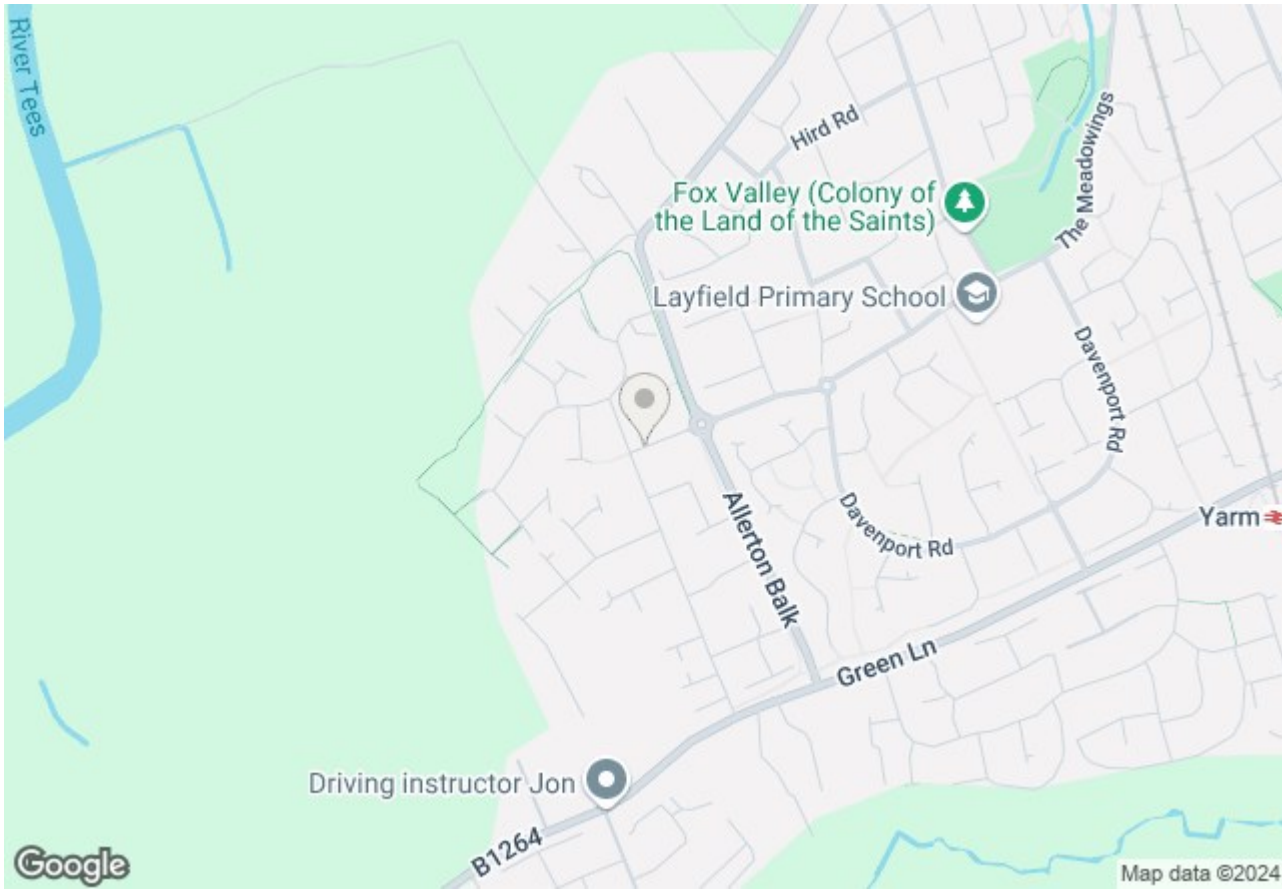 River Tees
Hird Rd
The Meadowings
Fox Valley (Colony of
the Land of the Saints)
Layfield Primary School
Davenport Rd
Davenport Rd
Allerton Balk
Yarm
Green Ln
Driving instructor Jon
B1264
Google
Map data ©2024